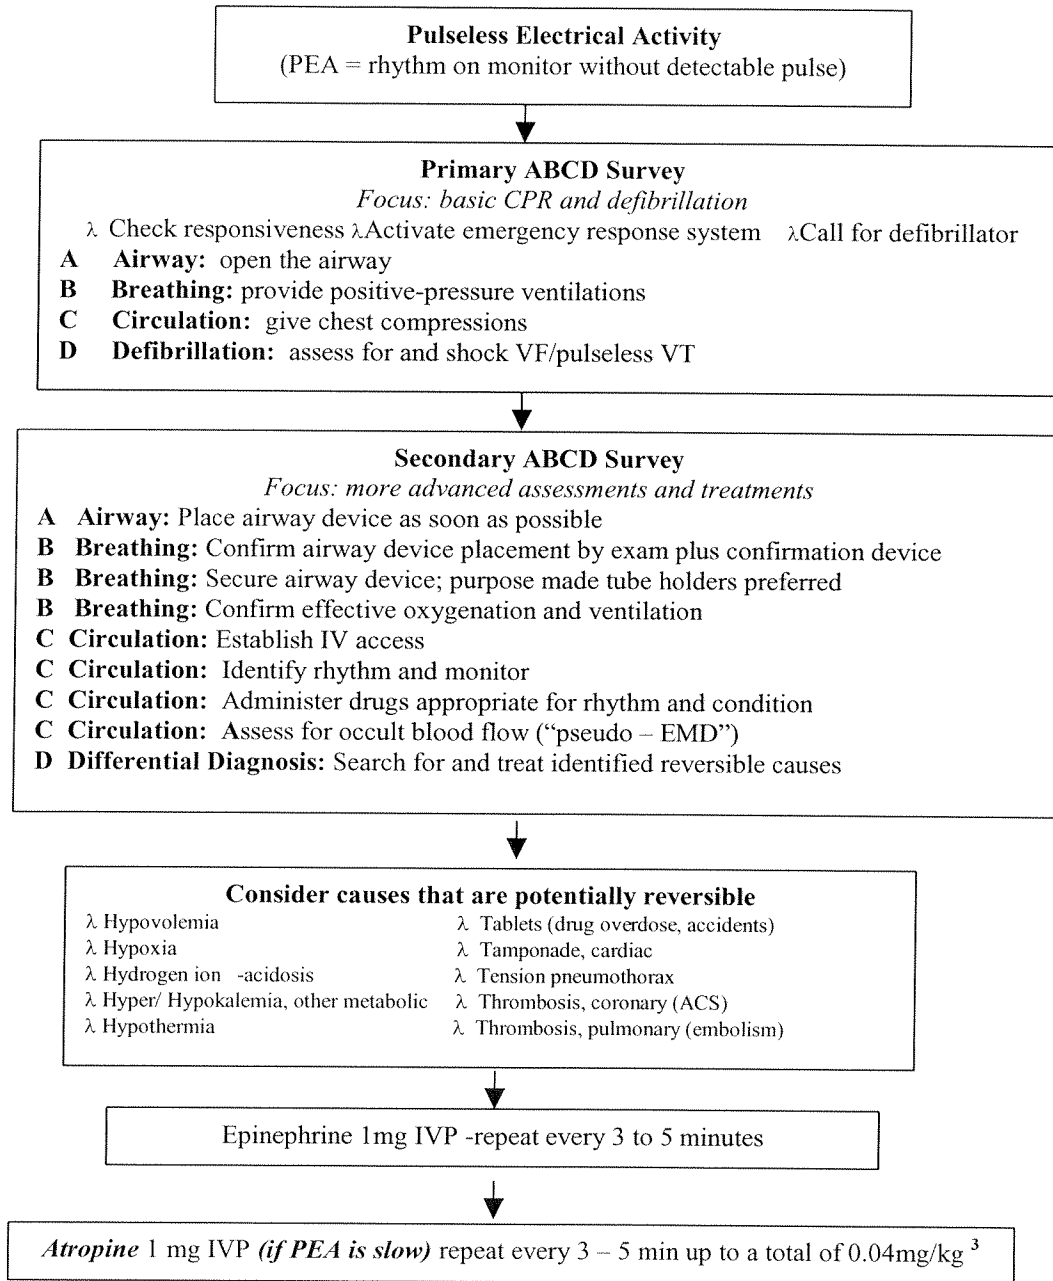 Pulseless Electrical Activity
(PEA = rhythm on monitor without detectable pulse)
Primary ABCD Survey
Focus: basic CPR and defibrillation
λ Check responsiveness λActivate emergency response system λCall for defibrillator
A Airway: open the airway
B Breathing: provide positive-pressure ventilations
C Circulation: give chest compressions
D Defibrillation: assess for and shock VF/pulseless VT
Secondary ABCD Survey
Focus: more advanced assessments and treatments
A Airway: Place airway device as soon as possible
B Breathing: Confirm airway device placement by exam plus confirmation device
B Breathing: Secure airway device; purpose made tube holders preferred
B Breathing: Confirm effective oxygenation and ventilation
C Circulation: Establish IV access
C Circulation: Identify rhythm and monitor
C Circulation: Administer drugs appropriate for rhythm and condition
C Circulation: Assess for occult blood flow (“pseudo – EMD”)
D Differential Diagnosis: Search for and treat identified reversible causes
Consider causes that are potentially reversible
λ Hypovolemia
λ Hypoxia
λ Hydrogen ion -acidosis
λ Hyper/ Hypokalemia, other metabolic
λ Hypothermia
λ Tablets (drug overdose, accidents)
λ Tamponade, cardiac
λ Tension pneumothorax
λ Thrombosis, coronary (ACS)
λ Thrombosis, pulmonary (embolism)
Epinephrine 1mg IVP -repeat every 3 to 5 minutes
Atropine 1 mg IVP (if PEA is slow) repeat every 3 – 5 min up to a total of 0.04mg/kg ³